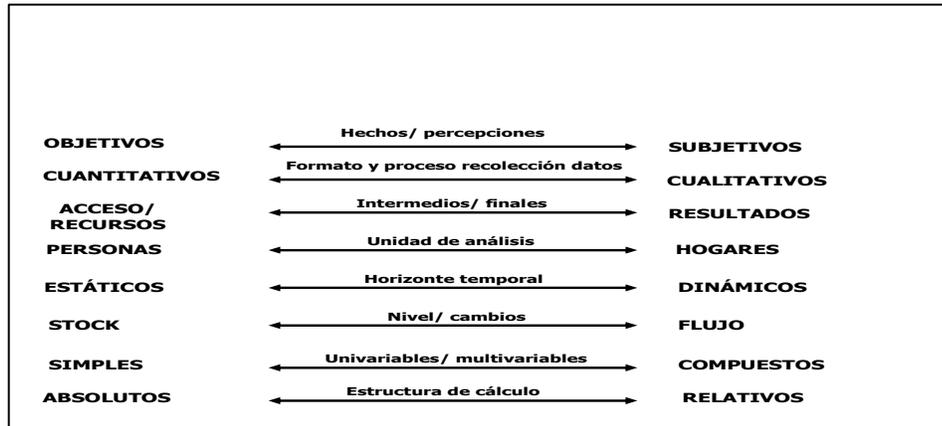 Hechos/ percepciones
OBJETIVOS
SUBJETIVOS
Formato y proceso recolección datos
CUANTITATIVOS
CUALITATIVOS
ACCESO/
RECURSOS
Intermedios/ finales
RESULTADOS
PERSONAS
Unidad de análisis
HOGARES
ESTÁTICOS
Horizonte temporal
DINÁMICOS
STOCK
Nivel/ cambios
FLUJO
SIMPLES
Univariables/ multivariables
COMPUESTOS
ABSOLUTOS
Estructura de cálculo
RELATIVOS